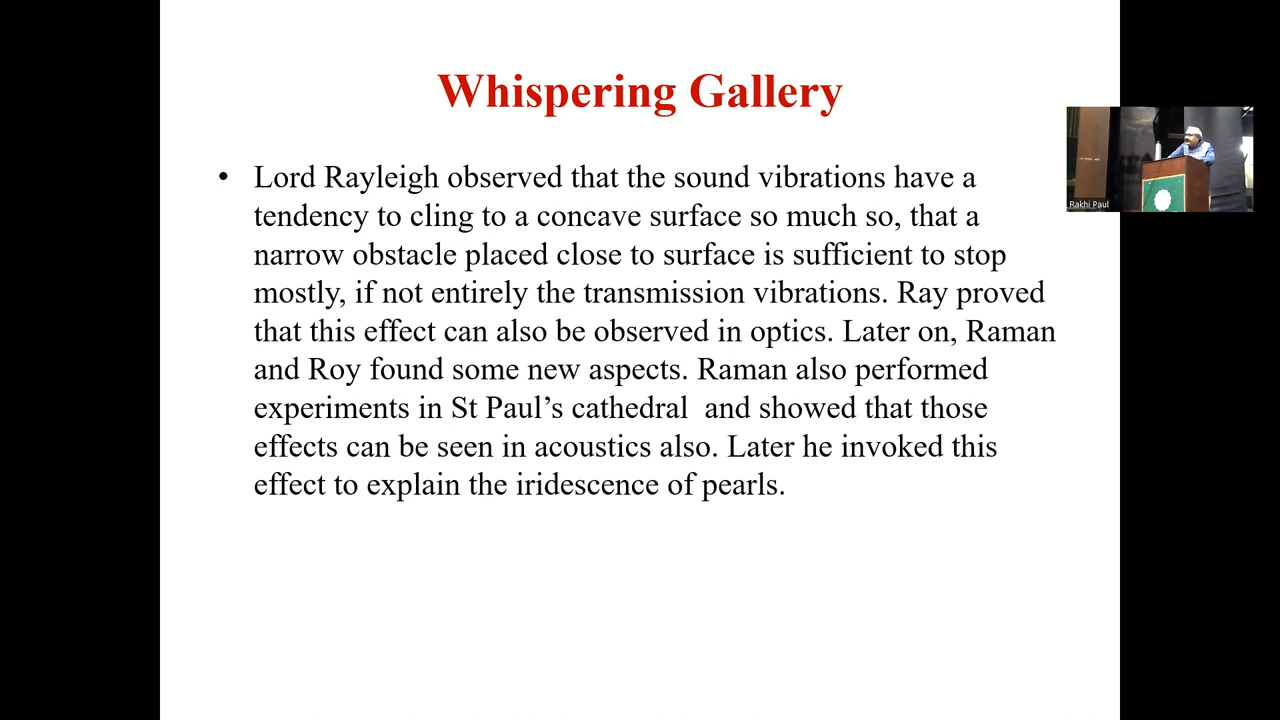 Whispering Gallery
• Lord Rayleigh observed that the sound vibrations have a
tendency to cling to a concave surface so much so, that a
narrow obstacle placed close to surface is sufficient to stop
mostly, if not entirely the transmission vibrations. Ray proved
that this effect can also be observed in optics. Later on, Raman
and Roy found some new aspects. Raman also performed
experiments in St Paul’s cathedral  and showed that those
effects can be seen in acoustics also. Later he invoked this
effect to explain the iridescence of pearls.
Rakhi Paul